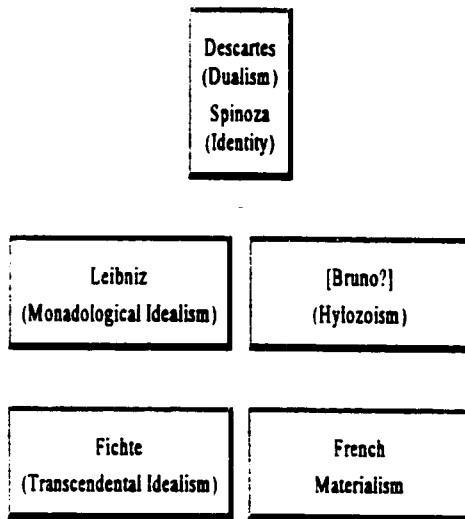 Descartes
(Dualism)
Spinoza
(Identity)
Leibniz
(Monadological Idealism)
[Bruno?]
(Hylozoism)
Fichte
(Transcendental Idealism)
French
Materialism